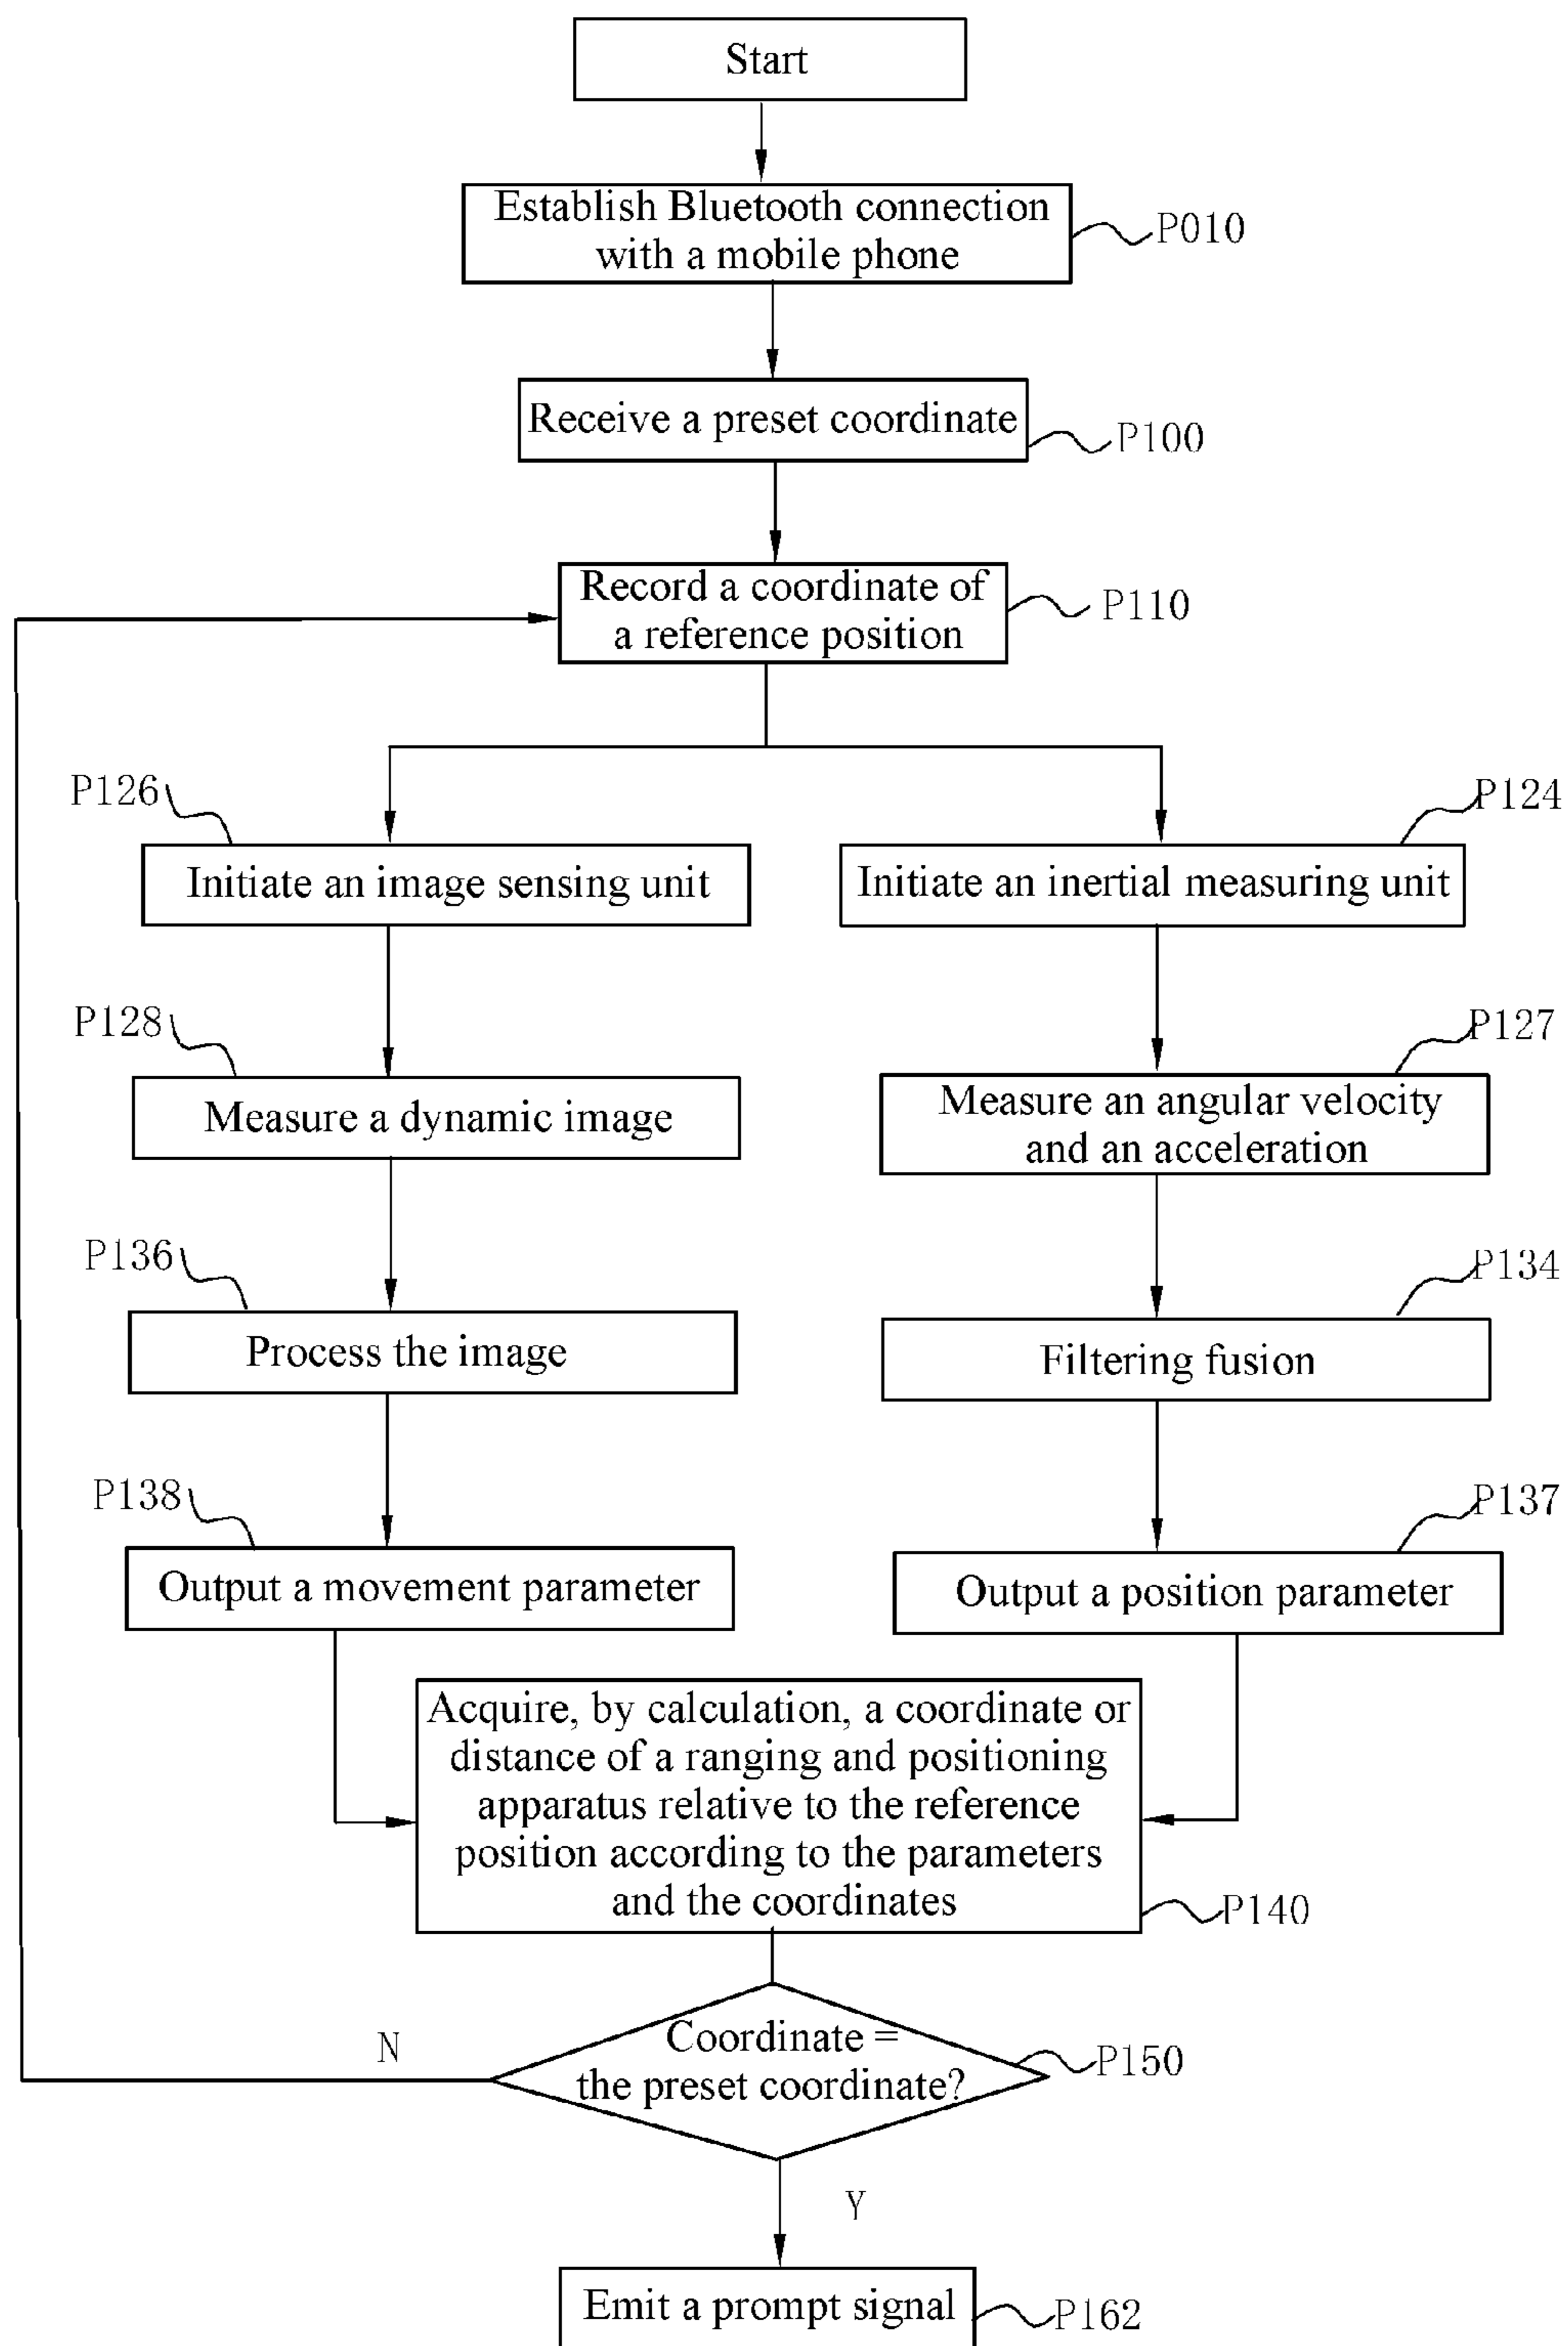 Start
Establish Bluetooth connection
with a mobile phone
P010
Receive a preset coordinate
P100
Record a coordinate of
a reference position
P110
P126
P124
Initiate an image sensing unit
Initiate an inertial measuring unit
P128
P127
Measure a dynamic image
Measure an angular velocity
and an acceleration
P136
P134
Process the image
Filtering fusion
P138
P137
Output a movement parameter
Output a position parameter
Acquire, by calculation, a coordinate or
distance of a ranging and positioning
apparatus relative to the reference
position according to the parameters
and the coordinates
P140
N
Coordinate =
the preset coordinate?
P150
Y
Emit a prompt signal
P162